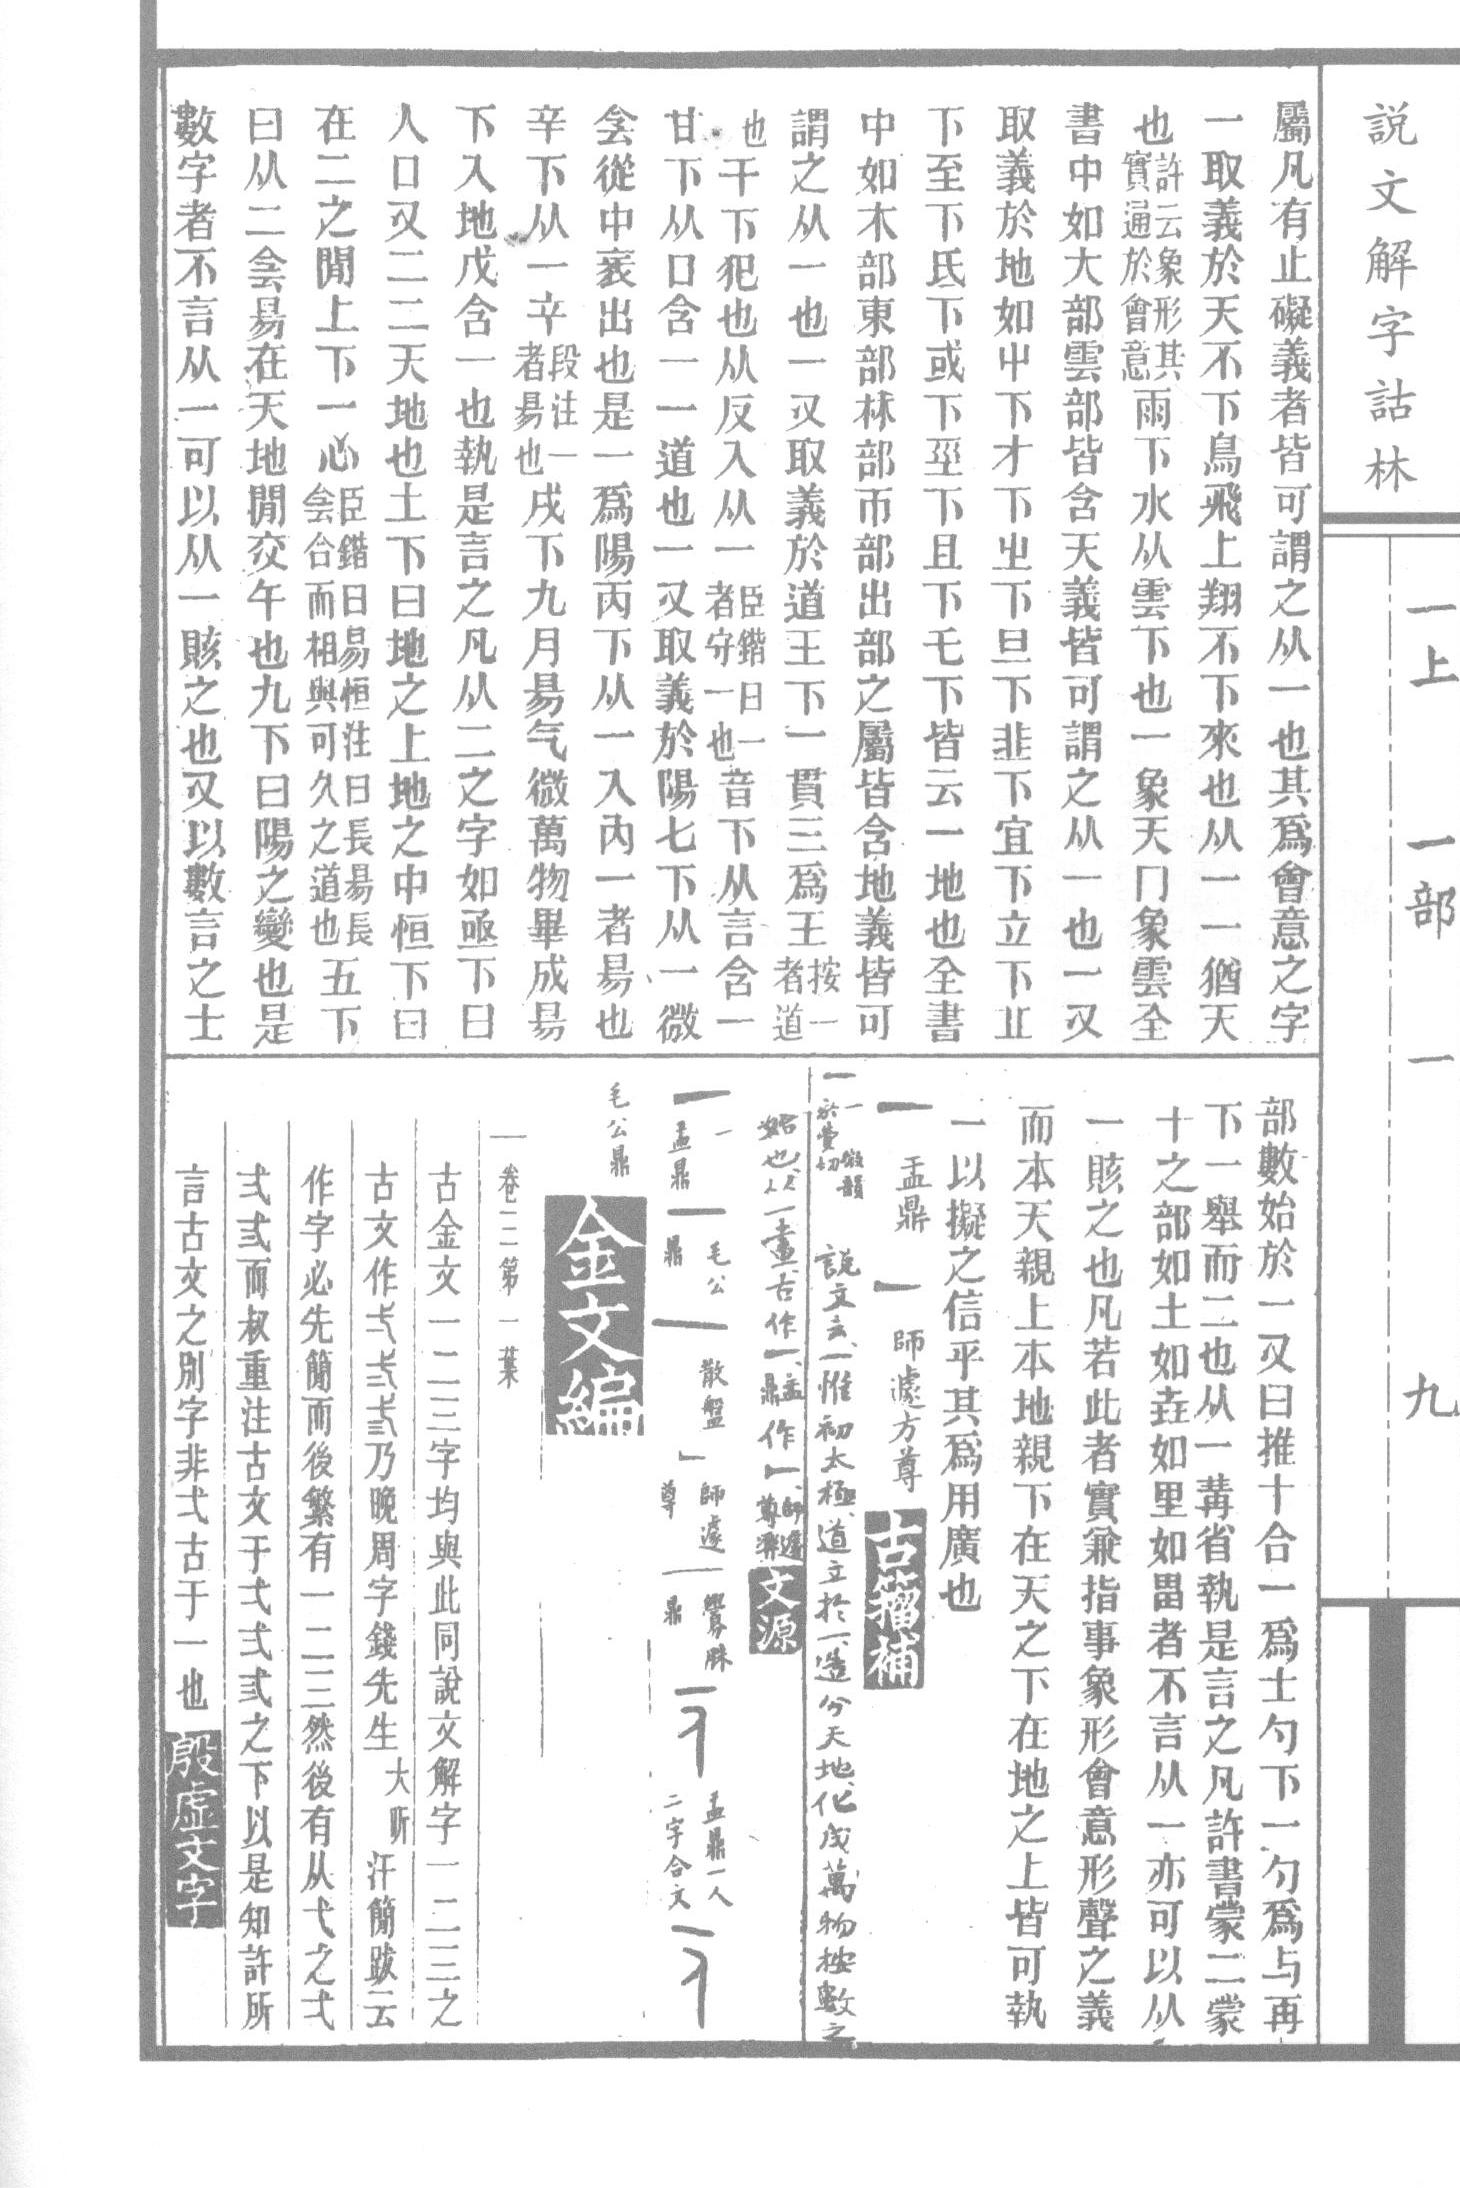 說文解字詁林
一上　一部　一　九
屬凡有止礙義者皆可謂之从一也其爲會意之字
一取義於天不下鳥飛上翔不下來也从一一猶天
也許云象形其實通於會意雨下水从雲下也一象天冂象雲全
書中如大部雲部皆含天義皆可謂之从一也一又
取義於地如屮下才下㞢下旦下韭下宜下立下㐀
下至下氐下或下坙下且下乇下皆云一地也全書
中如木部東部林部帀部出部之屬皆含地義皆可
謂之从一也一又取義於道王下一貫三爲王按一者道
也干下犯也从反入从一臣鍇曰一者守一也音下从言含一
甘下从口含一一道也一又取義於陽七下从一微
侌從中衺出也是一爲陽丙下从一入冂一者昜也
辛下从一䇂段注一者昜也戌下九月昜气微萬物畢成昜
下入地戊含一也執是言之凡从二之字如亟下曰
人口又二二天地也土下曰地之上地之中恒下曰
在二之閒上下一心臣鍇曰易恒注曰長昜長侌合而相與可久之道也五下
曰从二侌昜在天地閒交午也九下曰陽之變也是
數字者不言从一可以从一賅之也又以數言之士
部數始於一又曰推十合一爲士勺下一勺爲与再
下一舉而二也从一冓省執是言之凡許書蒙二蒙
十之部如土如垚如里如畕者不言从一亦可以从
一賅之也凡若此者實兼指事象形會意形聲之義
而本天親上本地親下在天之下在地之上皆可執
一以擬之信乎其爲用廣也
一　盂鼎　一　師遽方尊　古籀補
一　於費切　一微韻　說文云一惟初太極道立於一造分天地化成萬物按數之
始也从一畫古作一盂鼎作一師遽尊彝　文源
一　一　盂鼎　一　毛公鼎　一　散盤　一　師遽尊　一　鼎　一　盂鼎一人二字合文
毛公鼎　金文編
一　卷三第一葉
古金文一二三字均與此同說文解字一二三之
古文作弌弍弎乃晚周字錢先生大昕汗簡跋云
作字必先簡而後繁有一二三然後有从弋之弌
弍弎而叔重注古文于弌弍弎之下以是知許所
言古文之別字非弌古于一也　殷虛文字